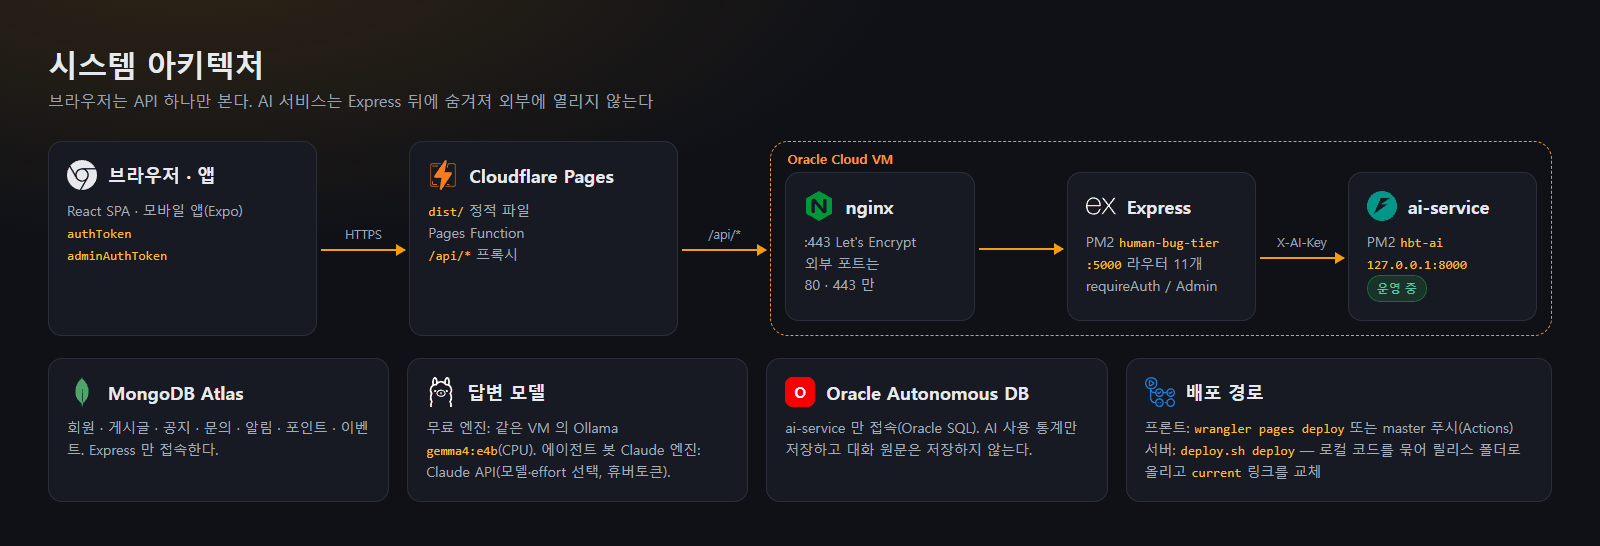 시스템 아키텍처
브라우저는 API 하나만 본다. AI 서비스는 Express 뒤에 숨겨져 외부에 열리지 않는다
브라우저 · 앱
React SPA · 모바일 앱(Expo)
authToken
adminAuthToken
HTTPS
Cloudflare Pages
dist/ 정적 파일
Pages Function
/api/* 프록시
/api/*
Oracle Cloud VM
nginx
:443 Let's Encrypt
외부 포트는
80 · 443 만
ex Express
PM2 human-bug-tier
:5000 라우터 11개
requireAuth / Admin
X-AI-Key
ai-service
PM2 hbt-ai
127.0.0.1:8000
운영 중
MongoDB Atlas
회원 · 게시글 · 공지 · 문의 · 알림 · 포인트 · 이벤
트. Express 만 접속한다.
답변 모델
무료 엔진: 같은 VM 의 Ollama
gemma4:e4b(CPU). 에이전트 봇 Claude 엔진:
Claude API(모델·effort 선택, 휴버토큰).
O Oracle Autonomous DB
ai-service 만 접속(Oracle SQL). AI 사용 통계만
저장하고 대화 원문은 저장하지 않는다.
배포 경로
프론트: wrangler pages deploy 또는 master 푸시(Actions)
서버: deploy.sh deploy — 로컬 코드를 묶어 릴리스 폴더로
올리고 current 링크를 교체